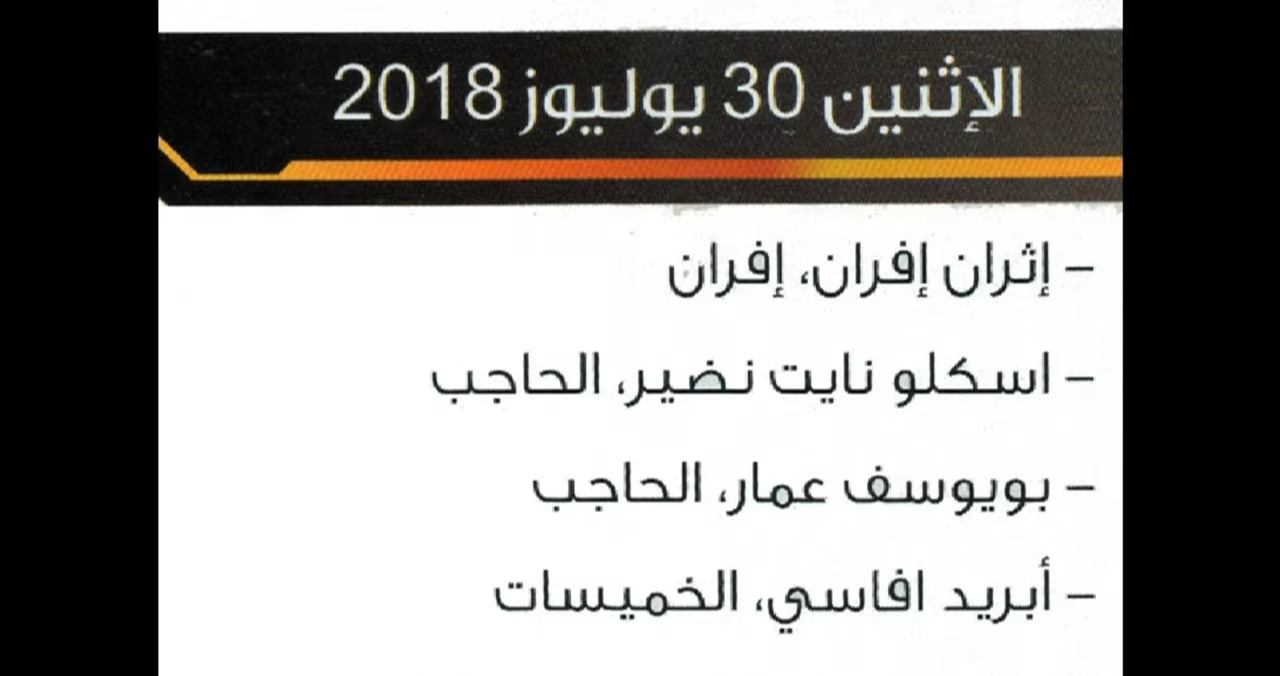 الإثنين 30 يوليوز 2018
– إثران إفران، إفران
– اسكلو نايت نضير، الحاجب
– بويوسف عمار، الحاجب
– أبريد افاسي، الخميسات